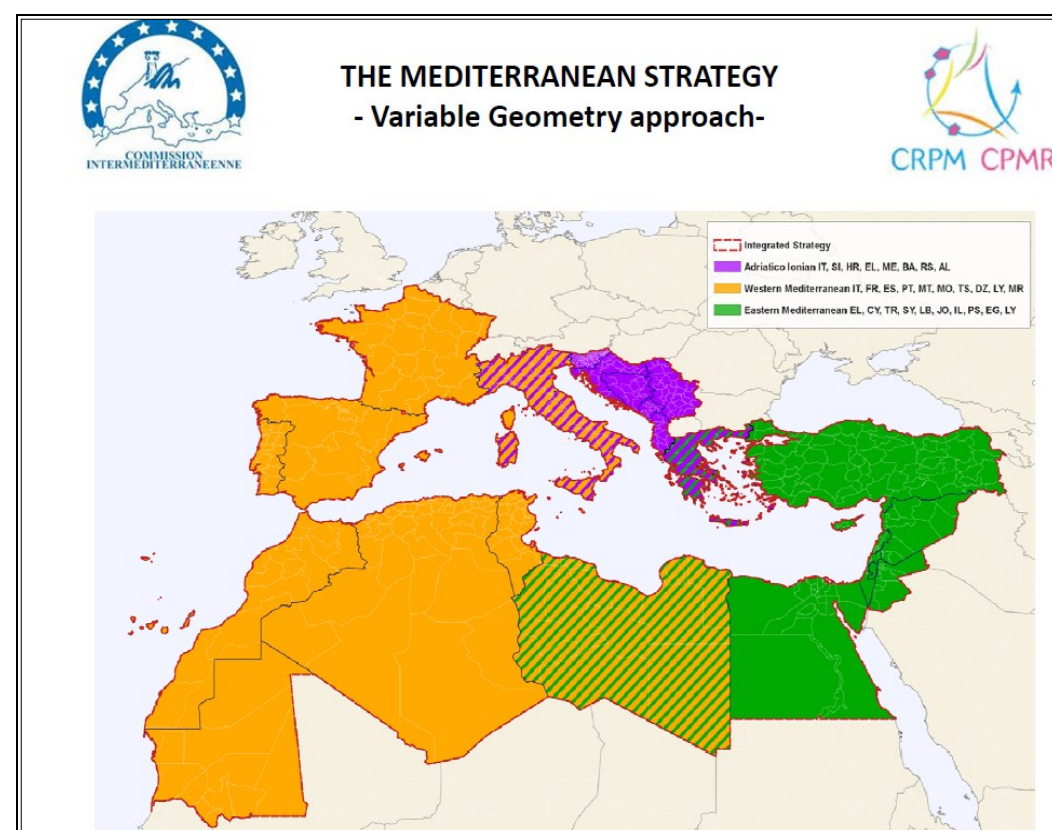 THE MEDITERRANEAN STRATEGY
- Variable Geometry approach-
COMMISSION
INTERMEDITERRANEENNE
CRPM CPMR
Integrated Strategy
Adriatico Ionian IT, SI, HR, EL, ME, BA, RS, AL
Western Mediterranean IT, FR, ES, PT, MT, MO, TS, DZ, LY, MR
Eastern Mediterranean EL, CY, TR, SY, LB, JO, IL, PS, EG, LY